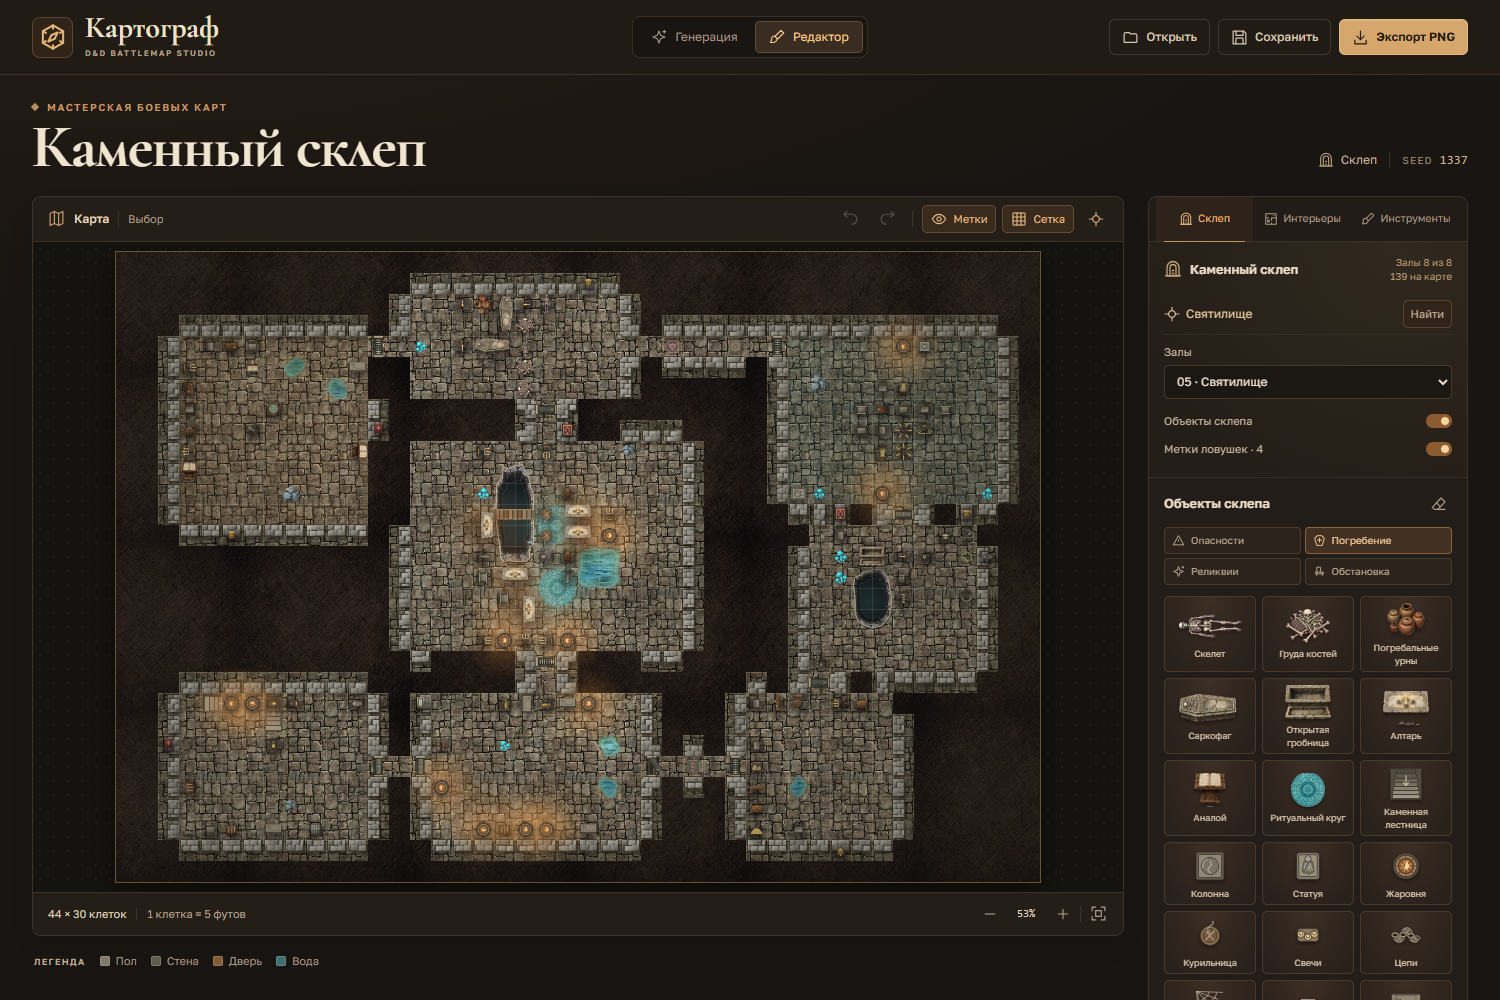 Картограф
D&D BATTLEMAP STUDIO
Генерация
Редактор
Открыть
Сохранить
Экспорт PNG
МАСТЕРСКАЯ БОЕВЫХ КАРТ
Каменный склеп
Склеп
SEED 1337
Карта
Выбор
Метки
Сетка
Склеп
Интерьеры
Инструменты
Каменный склеп
Залы 8 из 8
139 на карте
Святилище
Найти
Залы
05 · Святилище
Объекты склепа
Метки ловушек · 4
Объекты склепа
Опасности
Погребение
Реликвии
Обстановка
Скелет
Груда костей
Погребальные
урны
Саркофаг
Открытая
гробница
Алтарь
Аналой
Ритуальный круг
Каменная
лестница
Колонна
Статуя
Жаровня
Курильница
Свечи
Цепи
44 × 30 клеток
1 клетка = 5 футов
53%
ЛЕГЕНДА
Пол
Стена
Дверь
Вода